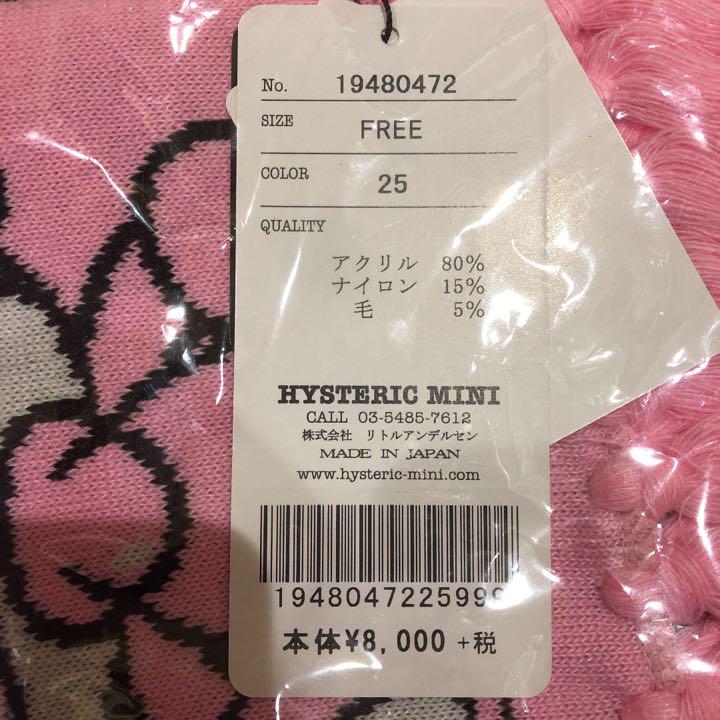 No. 19480472
SIZE FREE
COLOR 25
QUALITY
アクリル 80%
ナイロン 15%
毛 5%
HYSTERIC MINI
CALL 03-5485-7612
株式会社 リトルアンデルセン
MADE IN JAPAN
www.hysteric-mini.com
1948047225999
本体¥8,000 +税